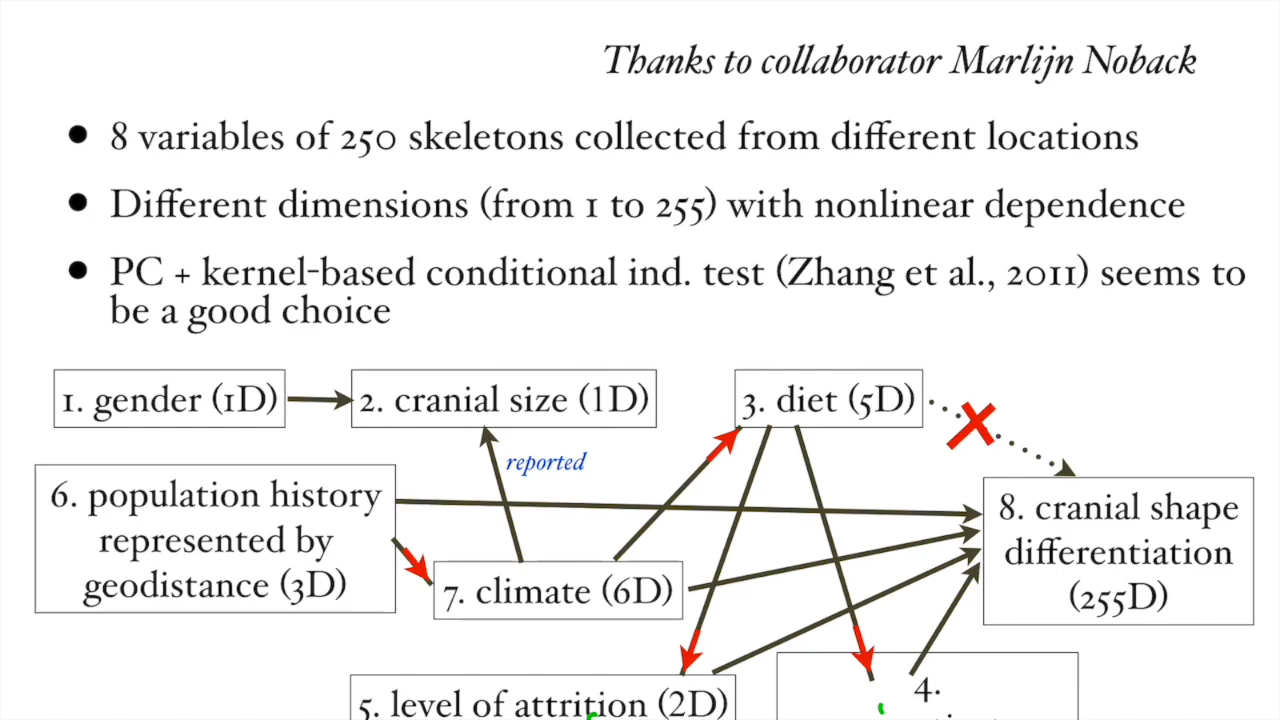 Thanks to collaborator Marlijn Noback
8 variables of 250 skeletons collected from different locations
Different dimensions (from 1 to 255) with nonlinear dependence
PC + kernel-based conditional ind. test (Zhang et al., 2011) seems to
be a good choice
1. gender (1D)
2. cranial size (1D)
3. diet (5D)
reported
6. population history
represented by
geodistance (3D)
7. climate (6D)
8. cranial shape
differentiation
(255D)
5. level of attrition (2D)
4.